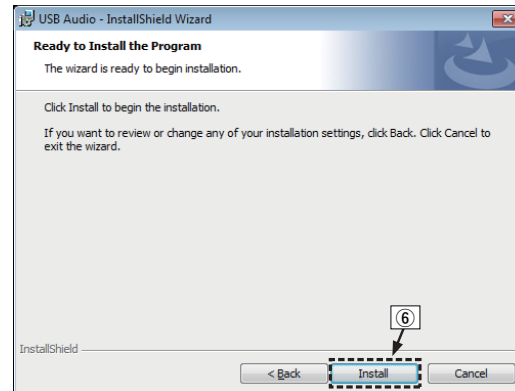 USB Audio - InstallShield Wizard
Ready to Install the Program
The wizard is ready to begin installation.
Click Install to begin the installation.
If you want to review or change any of your installation settings, click Back. Click Cancel to
exit the wizard.
⑥
InstallShield
< Back Install Cancel